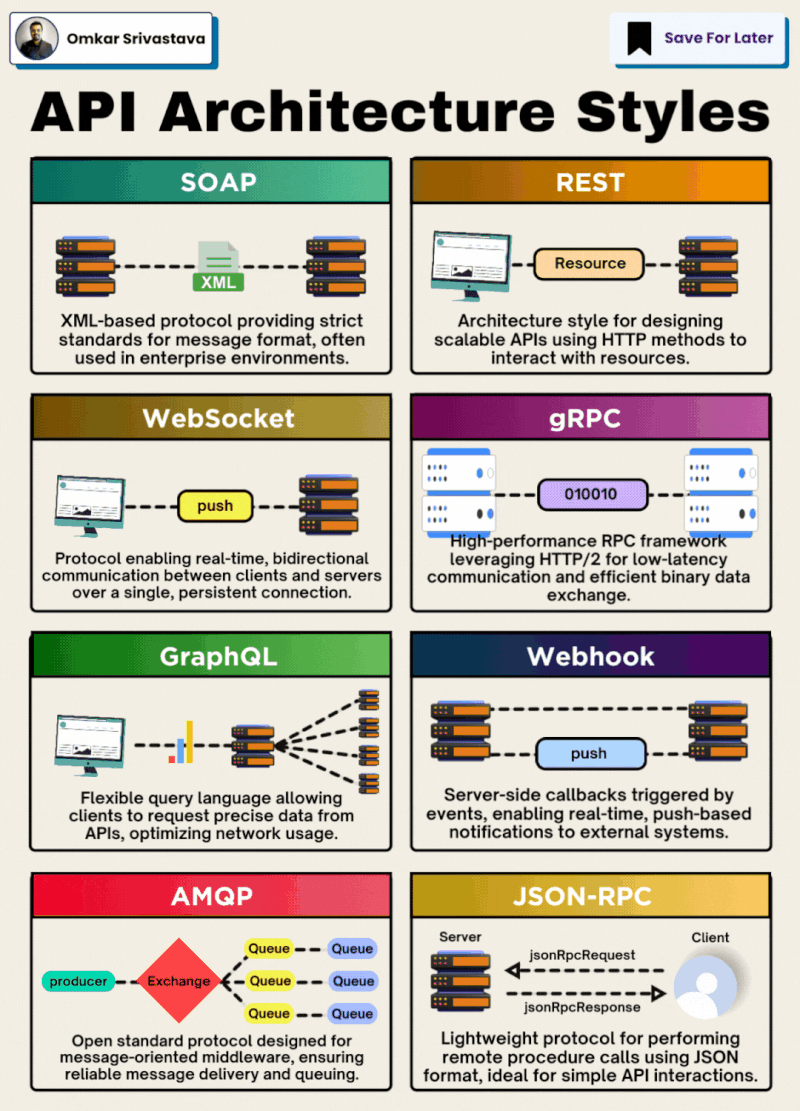 Omkar Srivastava
Save For Later
API Architecture Styles
SOAP
XML
XML-based protocol providing strict
standards for message format, often
used in enterprise environments.
REST
Resource
Architecture style for designing
scalable APIs using HTTP methods to
interact with resources.
WebSocket
push
Protocol enabling real-time, bidirectional
communication between clients and servers
over a single, persistent connection.
gRPC
010010
High-performance RPC framework
leveraging HTTP/2 for low-latency
communication and efficient binary data
exchange.
GraphQL
Flexible query language allowing
clients to request precise data from
APIs, optimizing network usage.
Webhook
push
Server-side callbacks triggered by
events, enabling real-time, push-based
notifications to external systems.
AMQP
producer
Exchange
Queue Queue
Queue Queue
Queue Queue
Open standard protocol designed for
message-oriented middleware, ensuring
reliable message delivery and queuing.
JSON-RPC
Server
Client
jsonRpcRequest
jsonRpcResponse
Lightweight protocol for performing
remote procedure calls using JSON
format, ideal for simple API interactions.